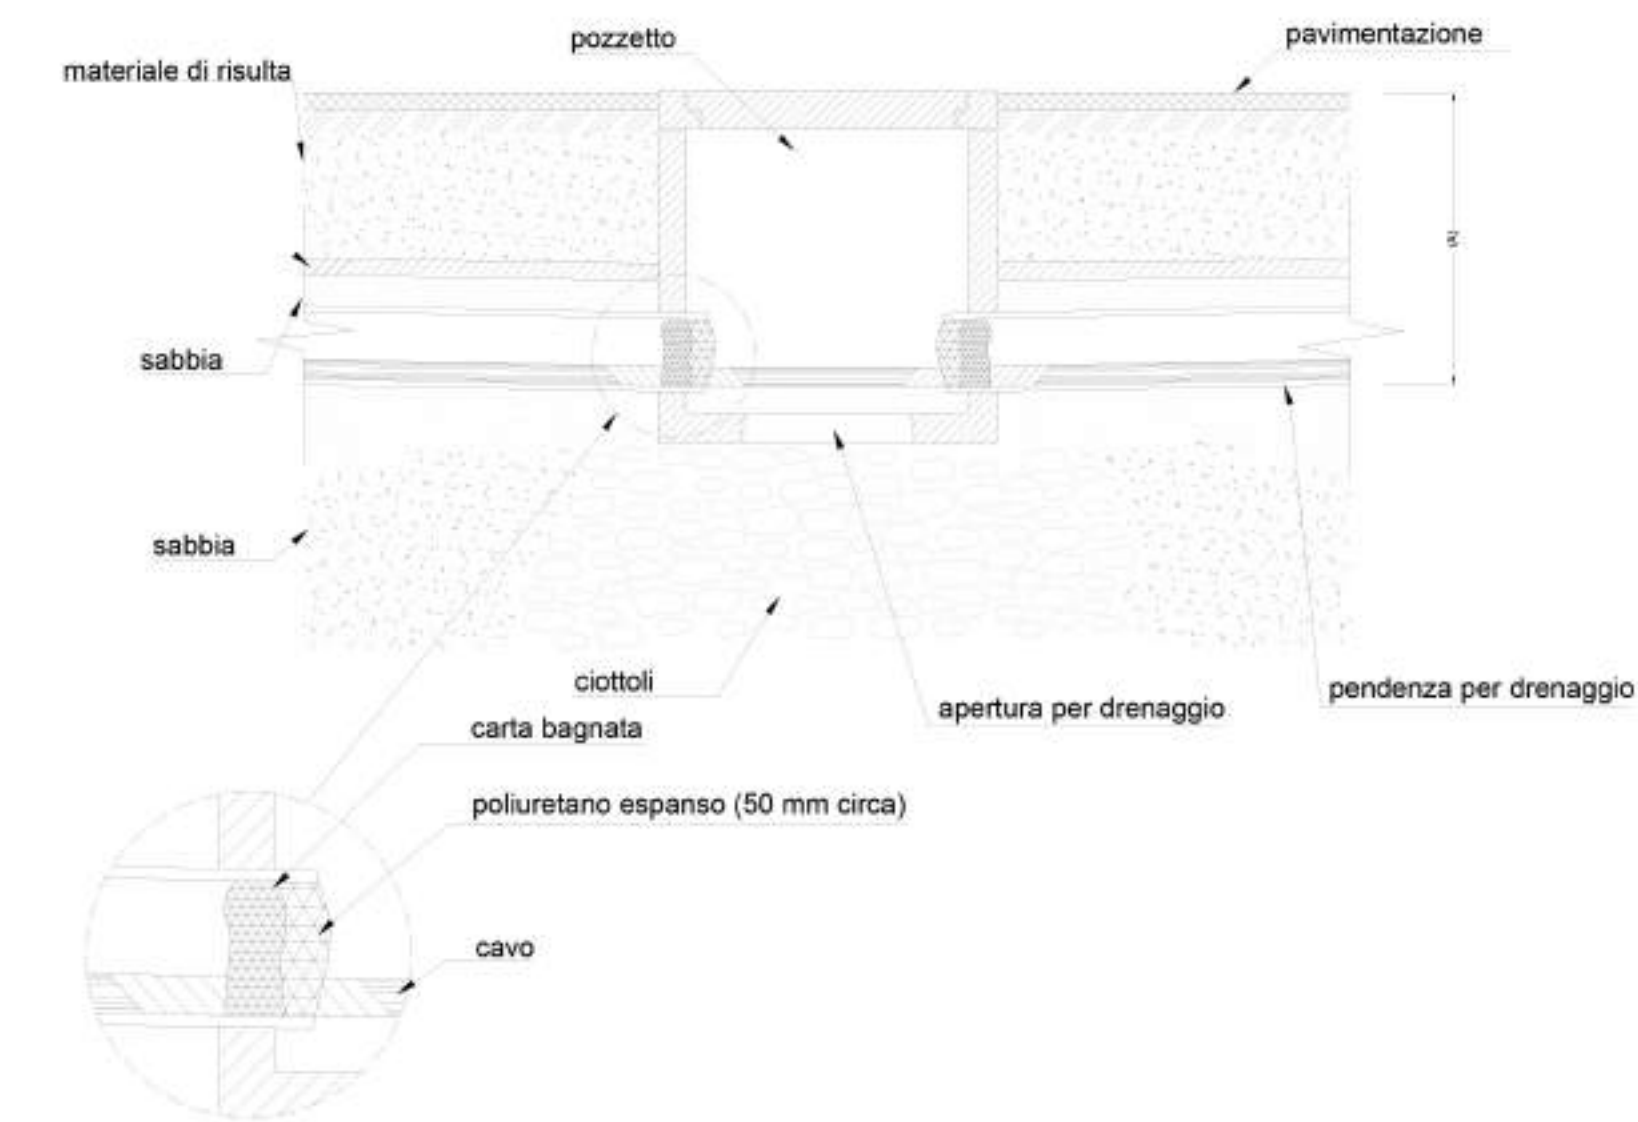 pozzetto
pavimentazione
materiale di risulta
sabbia
sabbia
ciottoli
apertura per drenaggio
pendenza per drenaggio
carta bagnata
poliuretano espanso (50 mm circa)
cavo